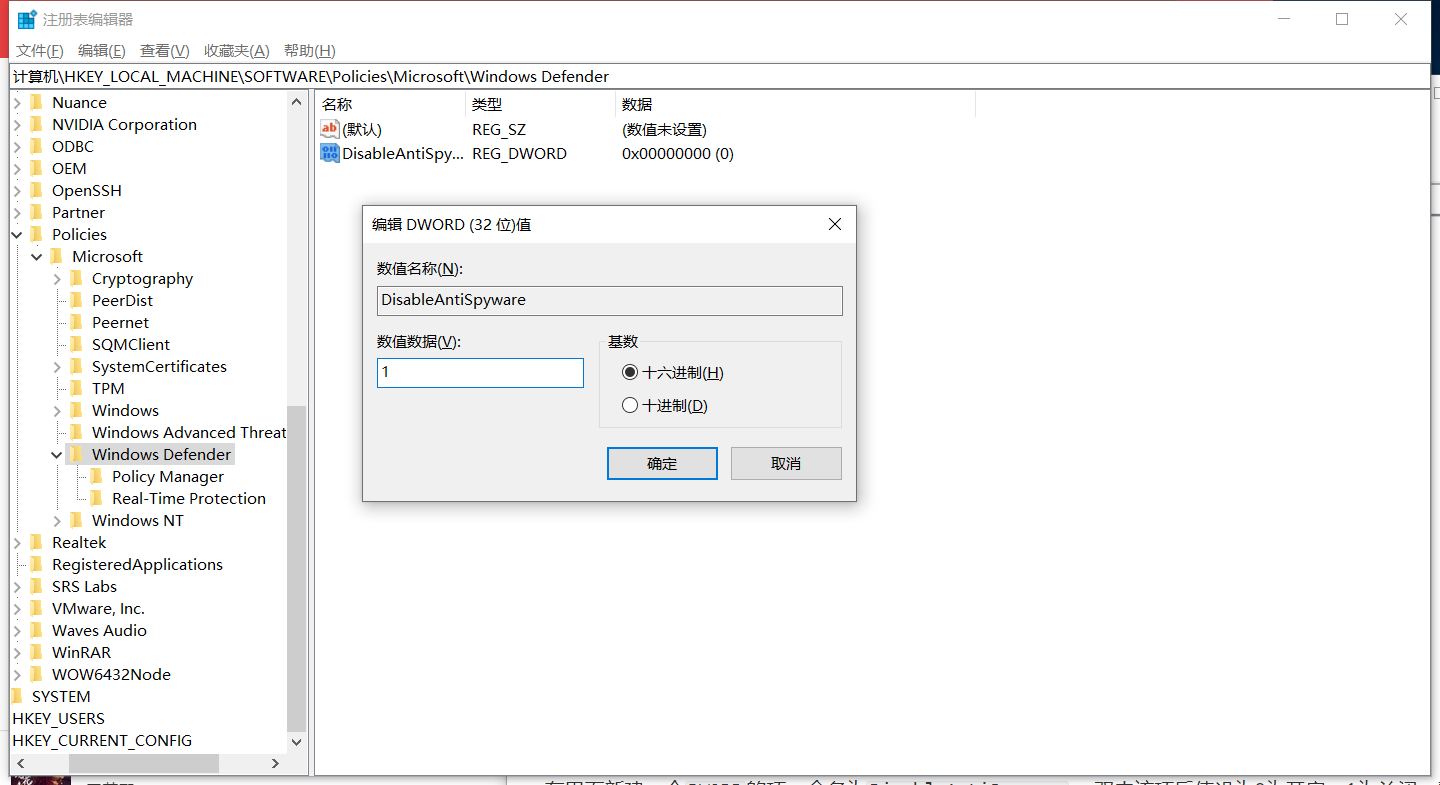 注册表编辑器
文件(F) 编辑(E) 查看(V) 收藏夹(A) 帮助(H)
计算机\HKEY_LOCAL_MACHINE\SOFTWARE\Policies\Microsoft\Windows Defender
Nuance
NVIDIA Corporation
ODBC
OEM
OpenSSH
Partner
Policies
Microsoft
Cryptography
PeerDist
Peernet
SQMClient
SystemCertificates
TPM
Windows
Windows Advanced Threat
Windows Defender
Policy Manager
Real-Time Protection
Windows NT
Realtek
RegisteredApplications
SRS Labs
VMware, Inc.
Waves Audio
WinRAR
WOW6432Node
SYSTEM
HKEY_USERS
HKEY_CURRENT_CONFIG
名称 类型 数据
(默认) REG_SZ (数值未设置)
DisableAntiSpy... REG_DWORD 0x00000000 (0)
编辑 DWORD (32 位)值
数值名称(N):
DisableAntiSpyware
数值数据(V):
1
基数
十六进制(H)
十进制(D)
确定 取消